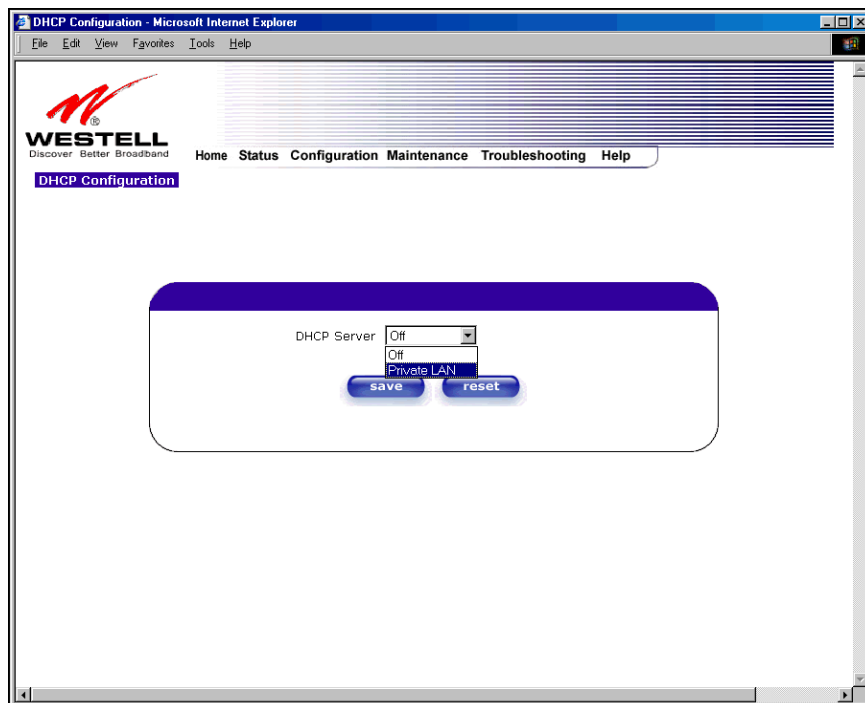 DHCP Configuration - Microsoft Internet Explorer
File Edit View Favorites Tools Help
®
WESTELL
Discover Better Broadband
Home Status Configuration Maintenance Troubleshooting Help
DHCP Configuration
DHCP Server Off
Off
Private LAN
save reset